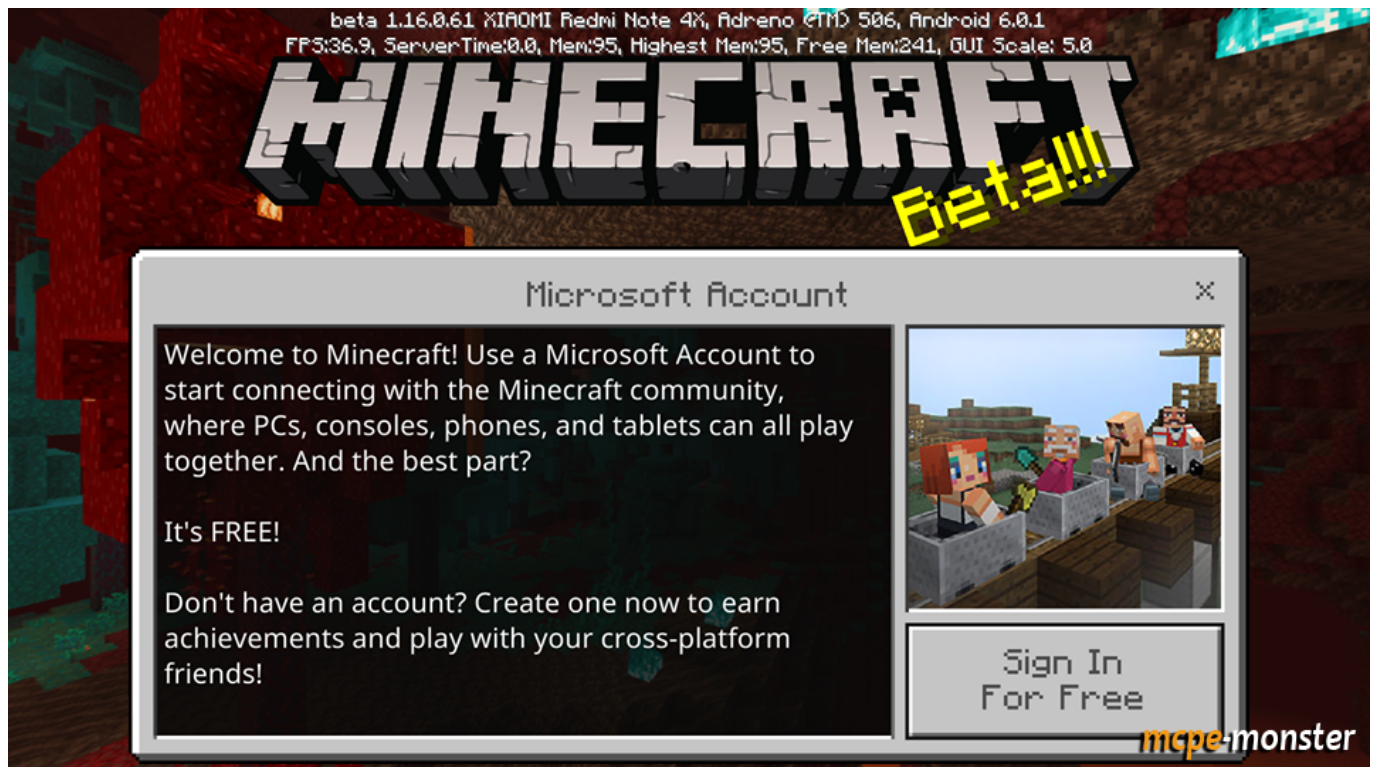 beta 1.16.0.61 XIAOMI Redmi Note 4X, Adreno (TM) 506, Android 6.0.1
FPS:36.9, ServerTime:0.0, Mem:95, Highest Mem:95, Free Mem:241, GUI Scale: 5.0
MINECRAFT
Beta!!!
Microsoft Account
Welcome to Minecraft! Use a Microsoft Account to
start connecting with the Minecraft community,
where PCs, consoles, phones, and tablets can all play
together. And the best part?
It's FREE!
Don't have an account? Create one now to earn
achievements and play with your cross-platform
friends!
Sign In
For Free
mcpe-monster